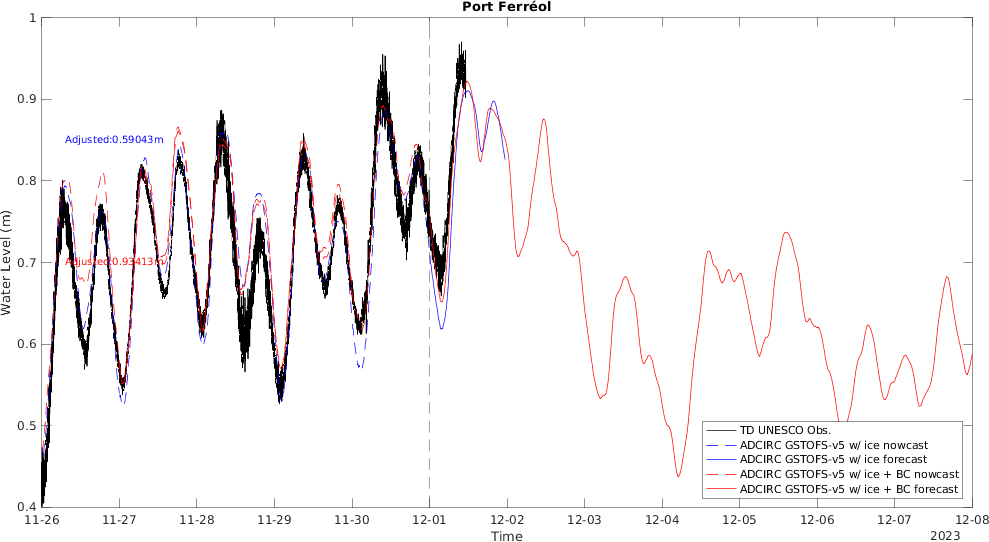 Port Ferréol
1
0.9
0.8
0.7
0.6
0.5
0.4
Water Level (m)
Adjusted:0.59043m
Adjusted:0.93413m
TD UNESCO Obs.
ADCIRC GSTOFS-v5 w/ ice nowcast
ADCIRC GSTOFS-v5 w/ ice forecast
ADCIRC GSTOFS-v5 w/ ice + BC nowcast
ADCIRC GSTOFS-v5 w/ ice + BC forecast
11-26 11-27 11-28 11-29 11-30 12-01 12-02 12-03 12-04 12-05 12-06 12-07 12-08
Time
2023